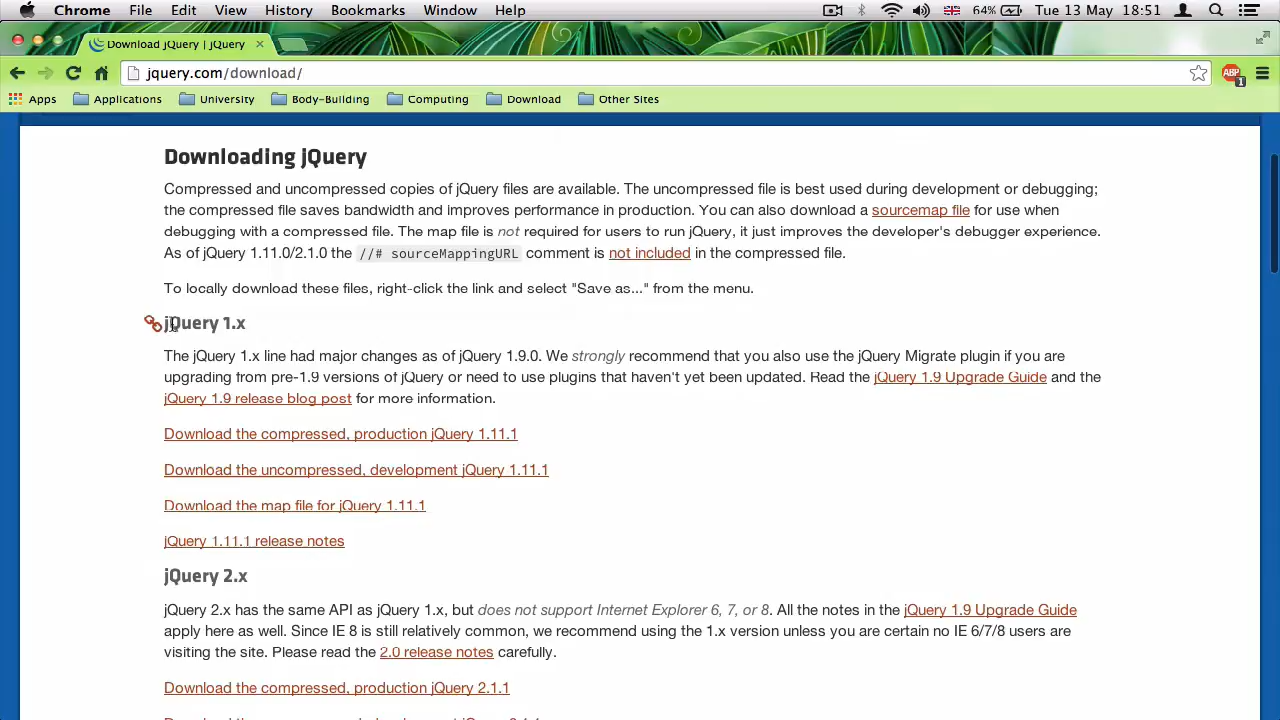 Chrome File Edit View History Bookmarks Window Help 64% Tue 13 May 18:51
Download jQuery | jQuery
jquery.com/download/
ABP 1
Apps Applications University Body-Building Computing Download Other Sites
Downloading jQuery
Compressed and uncompressed copies of jQuery files are available. The uncompressed file is best used during development or debugging;
the compressed file saves bandwidth and improves performance in production. You can also download a sourcemap file for use when
debugging with a compressed file. The map file is not required for users to run jQuery, it just improves the developer's debugger experience.
As of jQuery 1.11.0/2.1.0 the //# sourceMappingURL comment is not included in the compressed file.
To locally download these files, right-click the link and select "Save as..." from the menu.
jQuery 1.x
The jQuery 1.x line had major changes as of jQuery 1.9.0. We strongly recommend that you also use the jQuery Migrate plugin if you are
upgrading from pre-1.9 versions of jQuery or need to use plugins that haven't yet been updated. Read the jQuery 1.9 Upgrade Guide and the
jQuery 1.9 release blog post for more information.
Download the compressed, production jQuery 1.11.1
Download the uncompressed, development jQuery 1.11.1
Download the map file for jQuery 1.11.1
jQuery 1.11.1 release notes
jQuery 2.x
jQuery 2.x has the same API as jQuery 1.x, but does not support Internet Explorer 6, 7, or 8. All the notes in the jQuery 1.9 Upgrade Guide
apply here as well. Since IE 8 is still relatively common, we recommend using the 1.x version unless you are certain no IE 6/7/8 users are
visiting the site. Please read the 2.0 release notes carefully.
Download the compressed, production jQuery 2.1.1